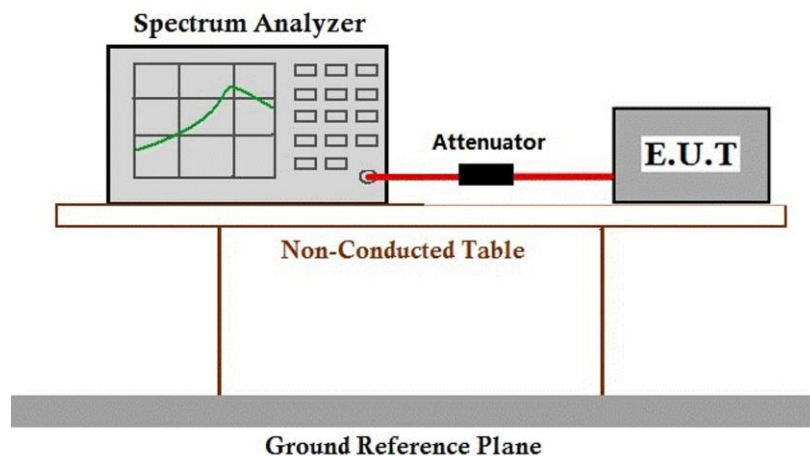 Spectrum Analyzer
Attenuator
E.U.T
Non-Conducted Table
Ground Reference Plane